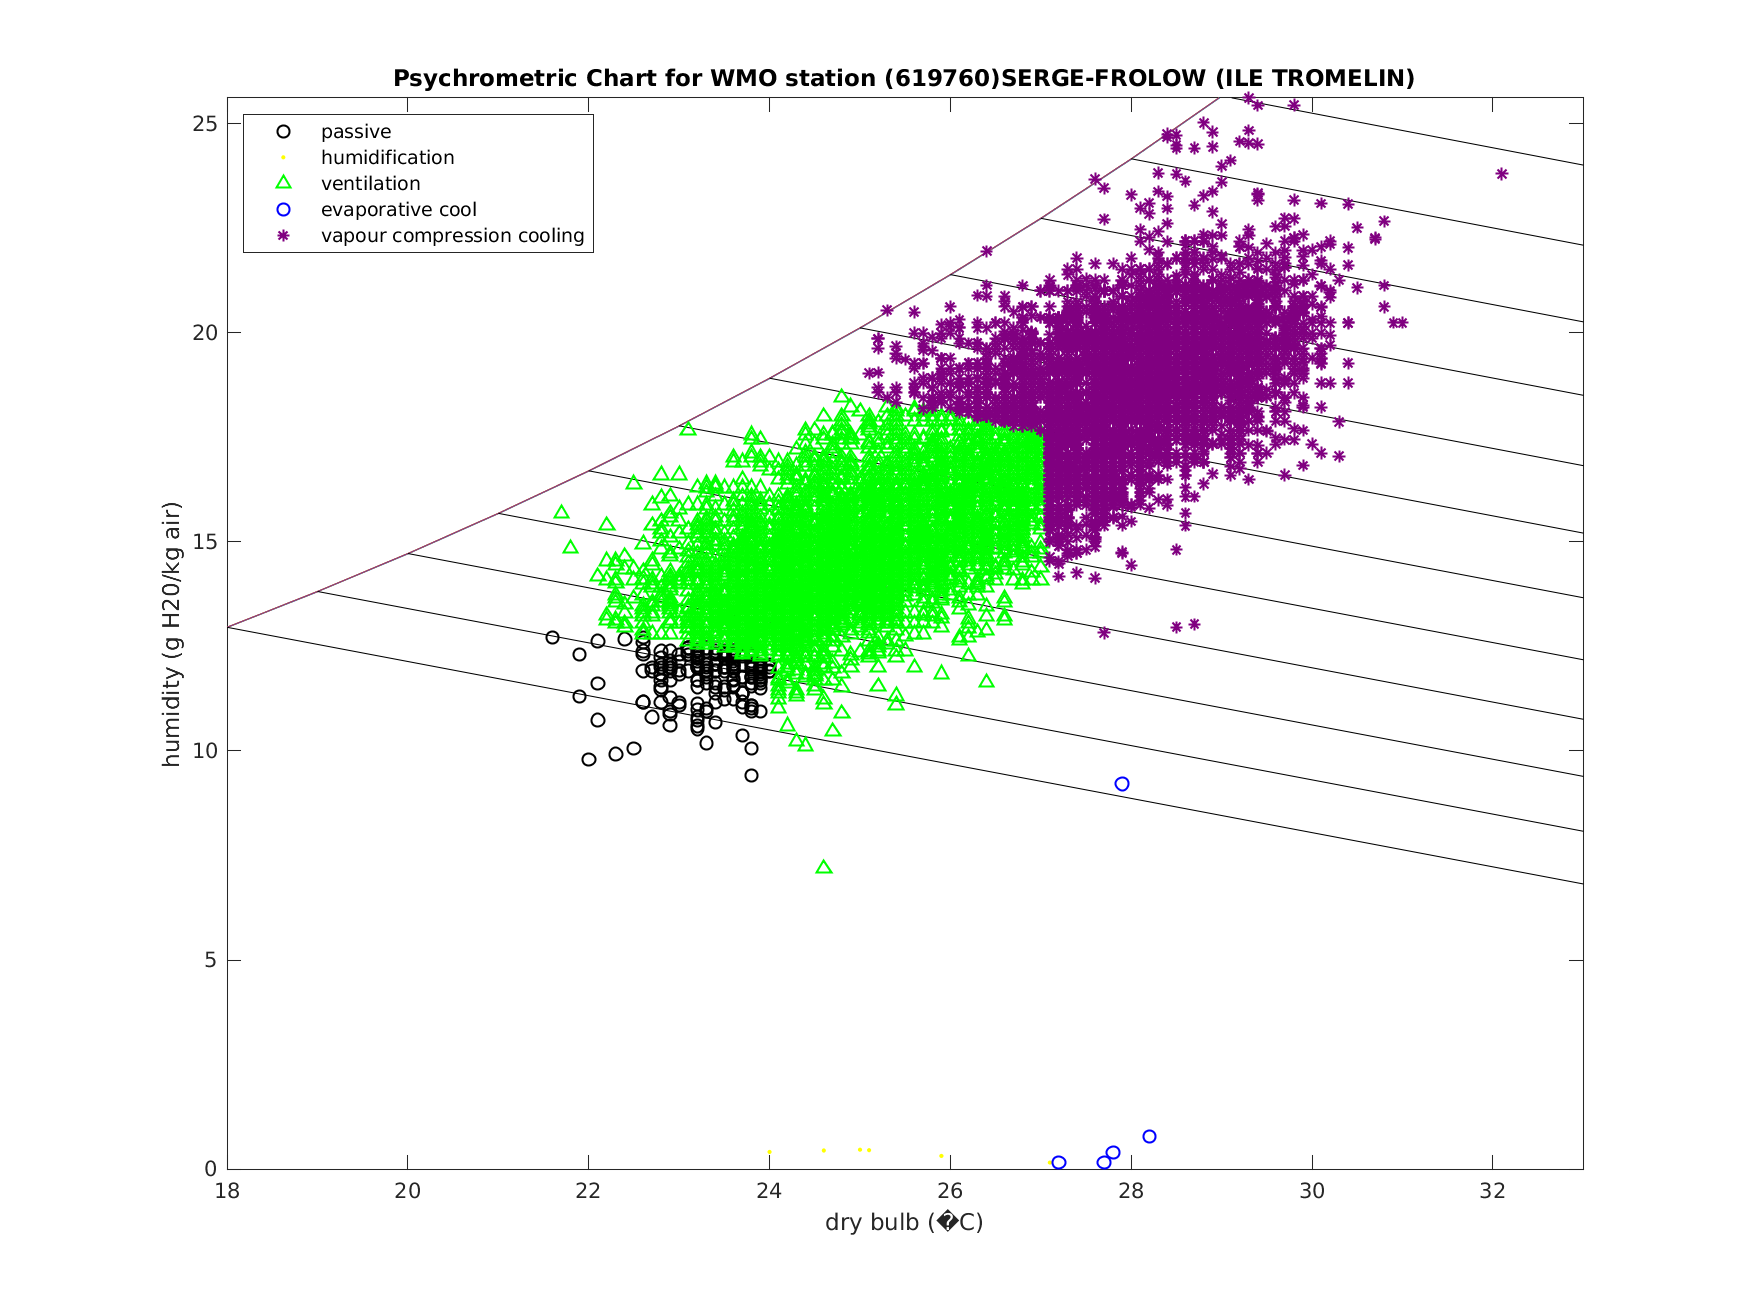 Psychrometric Chart for WMO station (619760)SERGE-FROLOW (ILE TROMELIN)
passive
humidification
ventilation
evaporative cool
vapour compression cooling
humidity (g H20/kg air)
25
20
15
10
5
0
18 20 22 24 26 28 30 32
dry bulb (�C)